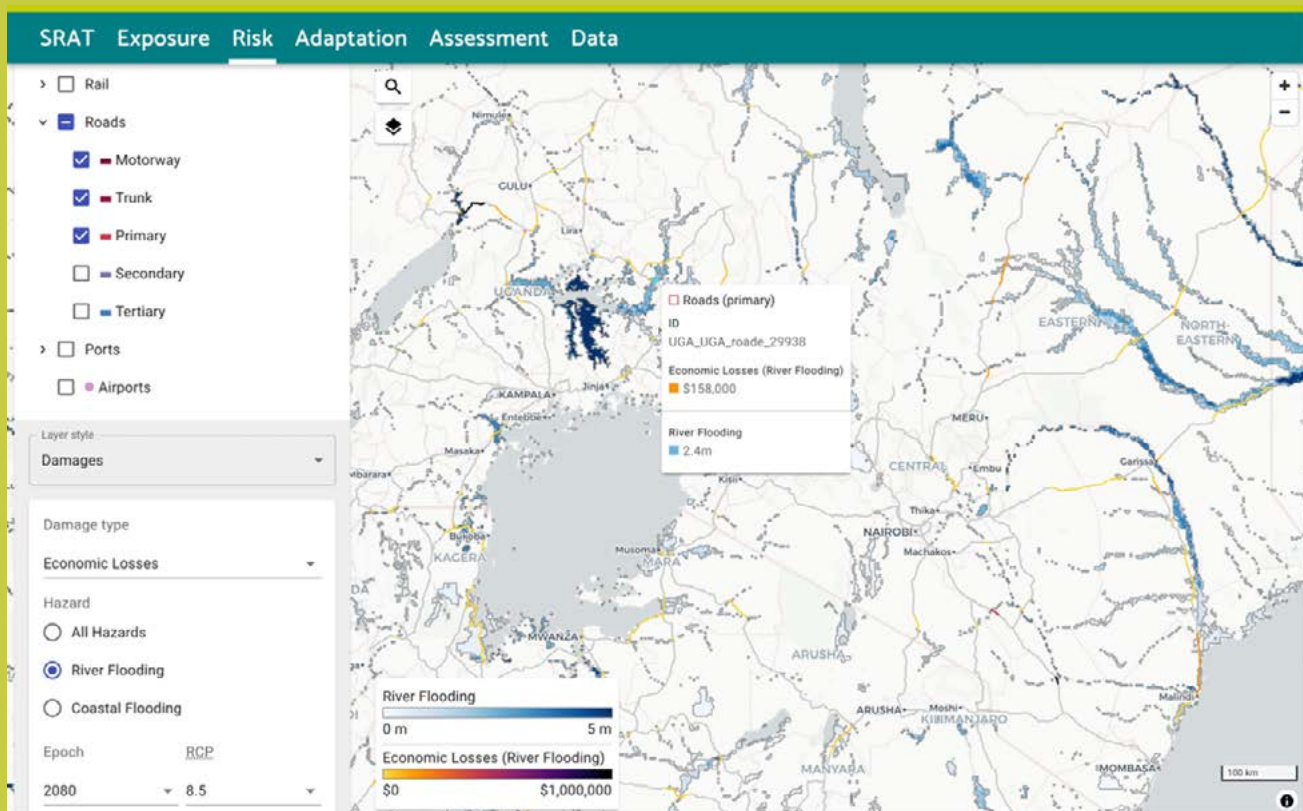 SRAT Exposure Risk Adaptation Assessment Data
Rail
Roads
Motorway
Trunk
Primary
Secondary
Tertiary
Ports
Airports
Layer style
Damages
Damage type
Economic Losses
Hazard
All Hazards
River Flooding
Coastal Flooding
Epoch
RCP
2080
8.5
Nimule
GULU
Lira
UGANDA
KAMPALA
Jinja
Entebbe
Masaka
Mbarara
Bukoba
KAGERA
Musoma
MARA
MWANZA
Kisii
Roads (primary)
ID
UGA_UGA_roade_29938
Economic Losses (River Flooding)
$158,000
River Flooding
2.4m
EASTERN
NORTH-
EASTERN
MERU
CENTRAL
Embu
Garissa
Thika
NAIROBI
Machakos
ARUSHA
ARUSHA
Moshi
KILIMANJARO
MANYARA
Malindi
MOMBASA
100 km
River Flooding
0 m
5 m
Economic Losses (River Flooding)
$0
$1,000,000